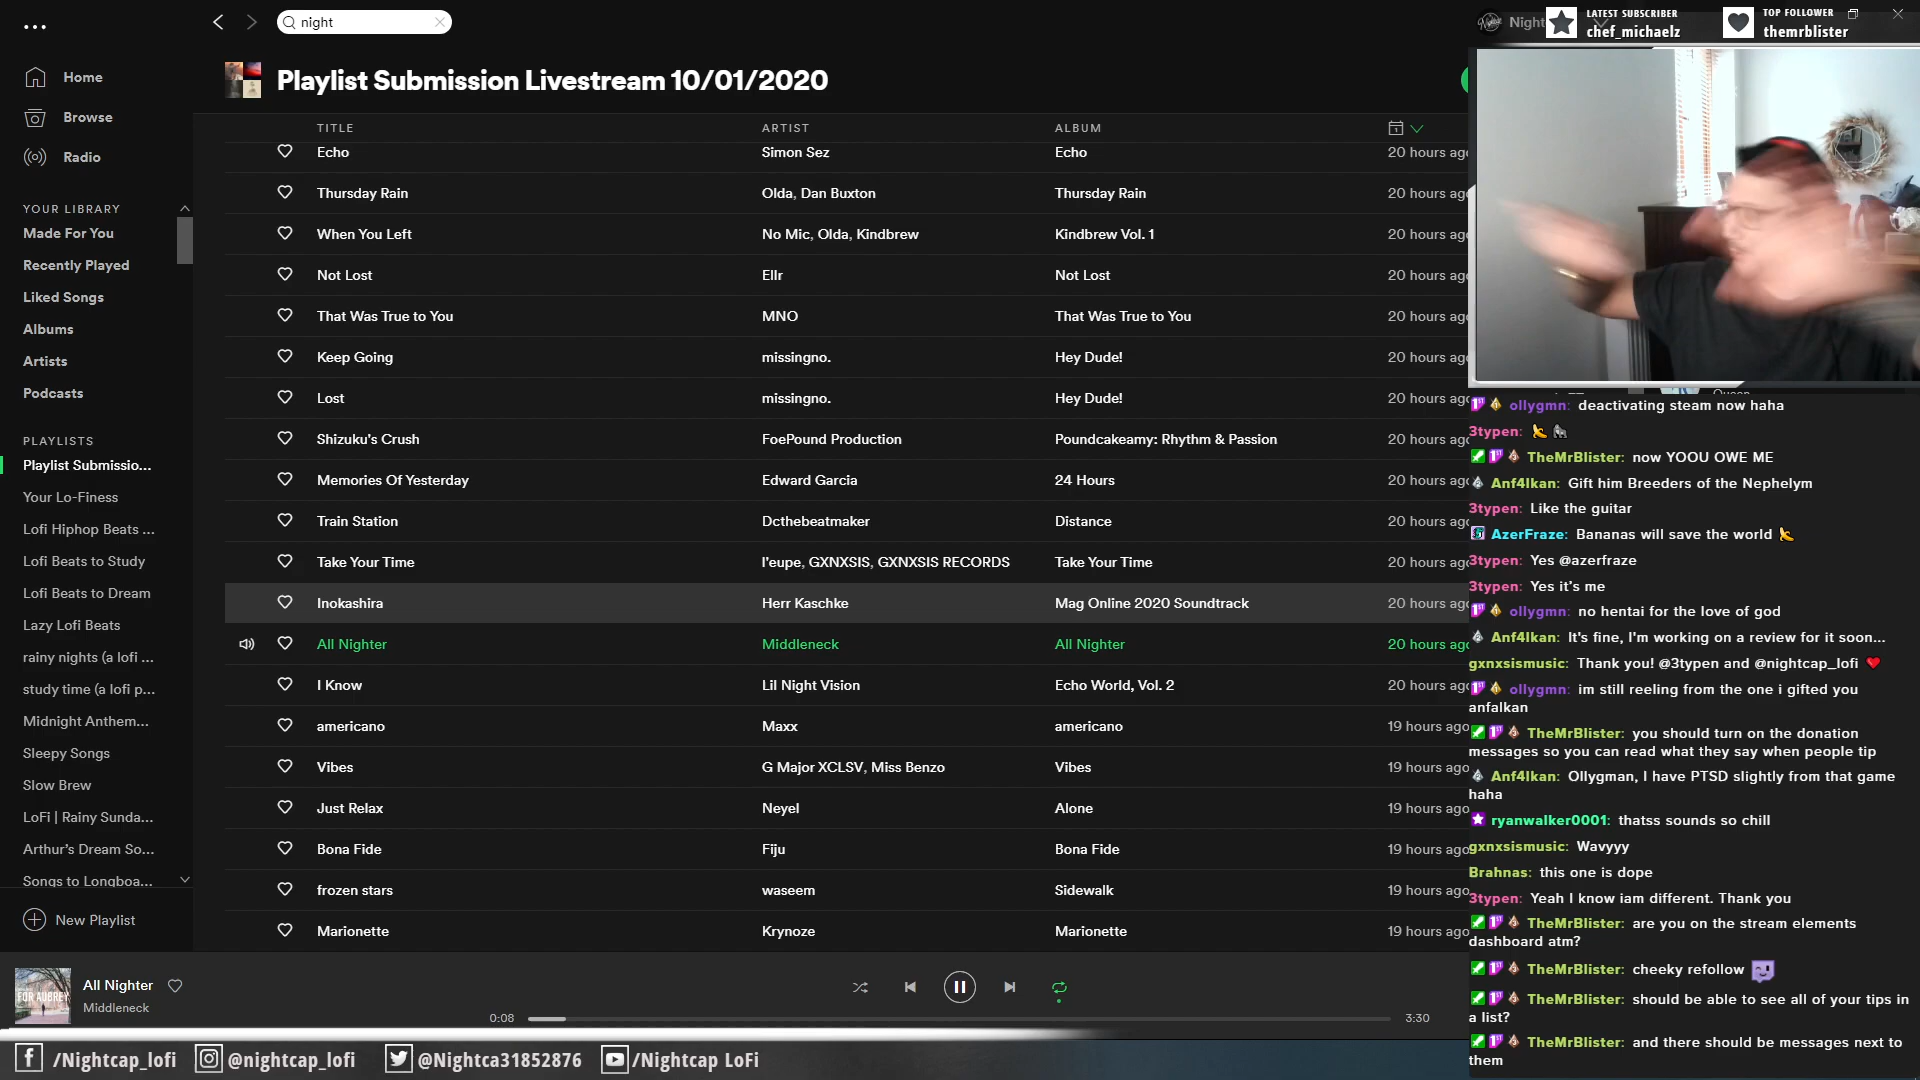 night
Night
LATEST SUBSCRIBER
chef_michaelz
TOP FOLLOWER
themrblister
Home
Browse
Radio
YOUR LIBRARY
Made For You
Recently Played
Liked Songs
Albums
Artists
Podcasts
PLAYLISTS
Playlist Submissio...
Your Lo-Finess
Lofi Hiphop Beats ...
Lofi Beats to Study
Lofi Beats to Dream
Lazy Lofi Beats
rainy nights (a lofi ...
study time (a lofi p...
Midnight Anthem...
Sleepy Songs
Slow Brew
LoFi | Rainy Sunda...
Arthur's Dream So...
Songs to Longboa...
New Playlist
Playlist Submission Livestream 10/01/2020
TITLE ARTIST ALBUM
Echo Simon Sez Echo 20 hours ago
Thursday Rain Olda, Dan Buxton Thursday Rain 20 hours ago
When You Left No Mic, Olda, Kindbrew Kindbrew Vol. 1 20 hours ago
Not Lost Ellr Not Lost 20 hours ago
That Was True to You MNO That Was True to You 20 hours ago
Keep Going missingno. Hey Dude! 20 hours ago
Lost missingno. Hey Dude! 20 hours ago
Shizuku's Crush FoePound Production Poundcakeamy: Rhythm & Passion 20 hours ago
Memories Of Yesterday Edward Garcia 24 Hours 20 hours ago
Train Station Dcthebeatmaker Distance 20 hours ago
Take Your Time l'eupe, GXNXSIS, GXNXSIS RECORDS Take Your Time 20 hours ago
Inokashira Herr Kaschke Mag Online 2020 Soundtrack 20 hours ago
All Nighter Middleneck All Nighter 20 hours ago
I Know Lil Night Vision Echo World, Vol. 2 20 hours ago
americano Maxx americano 19 hours ago
Vibes G Major XCLSV, Miss Benzo Vibes 19 hours ago
Just Relax Neyel Alone 19 hours ago
Bona Fide Fiju Bona Fide 19 hours ago
frozen stars waseem Sidewalk 19 hours ago
Marionette Krynoze Marionette 19 hours ago
ollygmn: deactivating steam now haha
3typen: 🍌 🦍
TheMrBlister: now YOOU OWE ME
Anf4lkan: Gift him Breeders of the Nephelym
3typen: Like the guitar
AzerFraze: Bananas will save the world 🍌
3typen: Yes @azerfraze
3typen: Yes it's me
ollygmn: no hentai for the love of god
Anf4lkan: It's fine, I'm working on a review for it soon...
gxnxsismusic: Thank you! @3typen and @nightcap_lofi ❤
ollygmn: im still reeling from the one i gifted you
anfalkan
TheMrBlister: you should turn on the donation
messages so you can read what they say when people tip
Anf4lkan: Ollygman, I have PTSD slightly from that game
haha
ryanwalker0001: thatss sounds so chill
gxnxsismusic: Wavyyy
Brahnas: this one is dope
3typen: Yeah I know iam different. Thank you
TheMrBlister: are you on the stream elements
dashboard atm?
TheMrBlister: cheeky refollow
TheMrBlister: should be able to see all of your tips in
a list?
TheMrBlister: and there should be messages next to
them
FOR AUBREY
All Nighter
Middleneck
0:08
3:30
/Nightcap_lofi @nightcap_lofi @Nightca31852876 /Nightcap LoFi